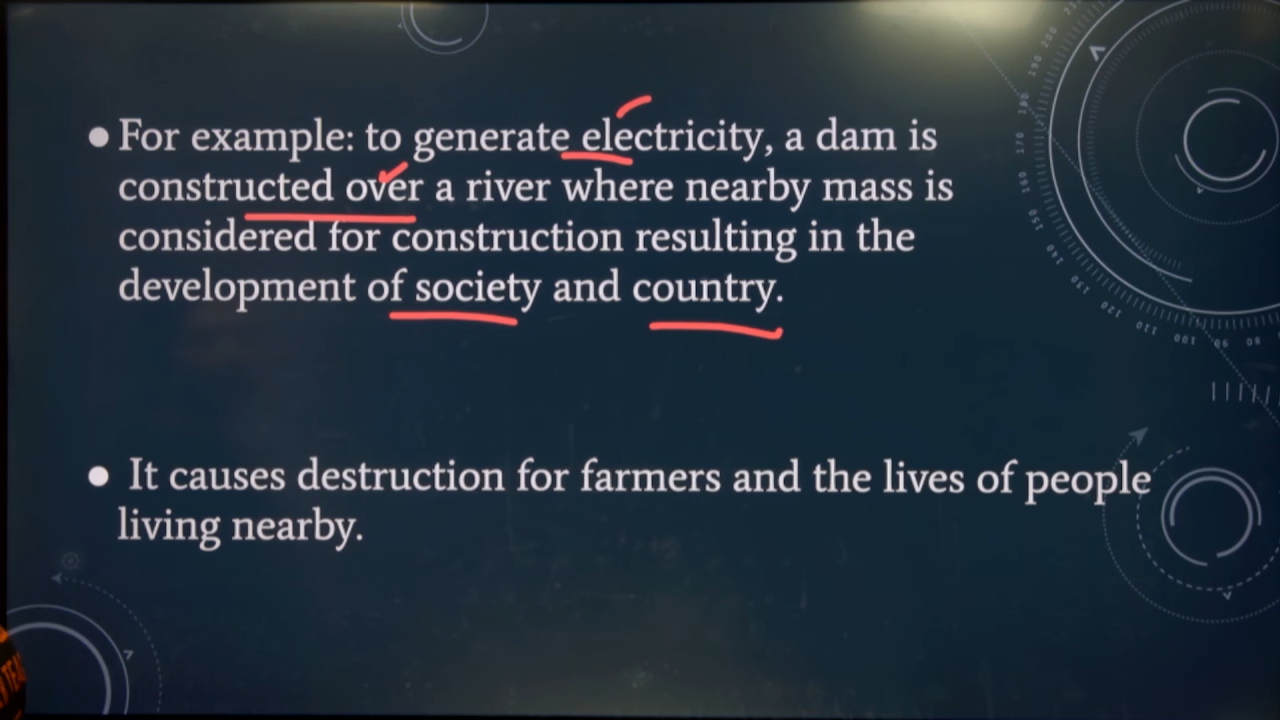 ● For example: to generate electricity, a dam is
constructed over a river where nearby mass is
considered for construction resulting in the
development of society and country.
● It causes destruction for farmers and the lives of people
living nearby.